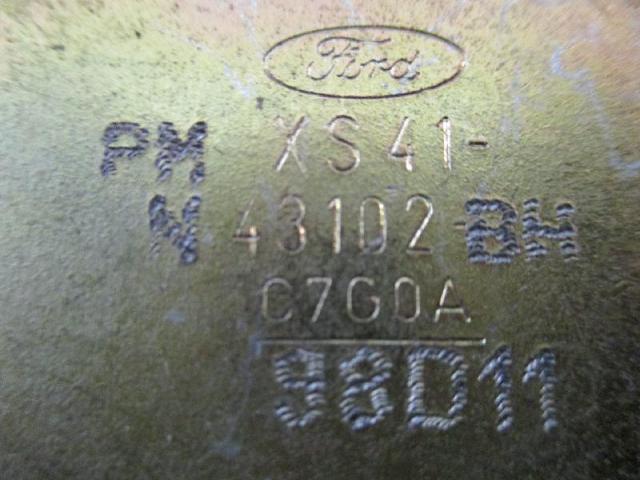 Ford
PM XS41-
N 43102 BH
C7G0A
98D11